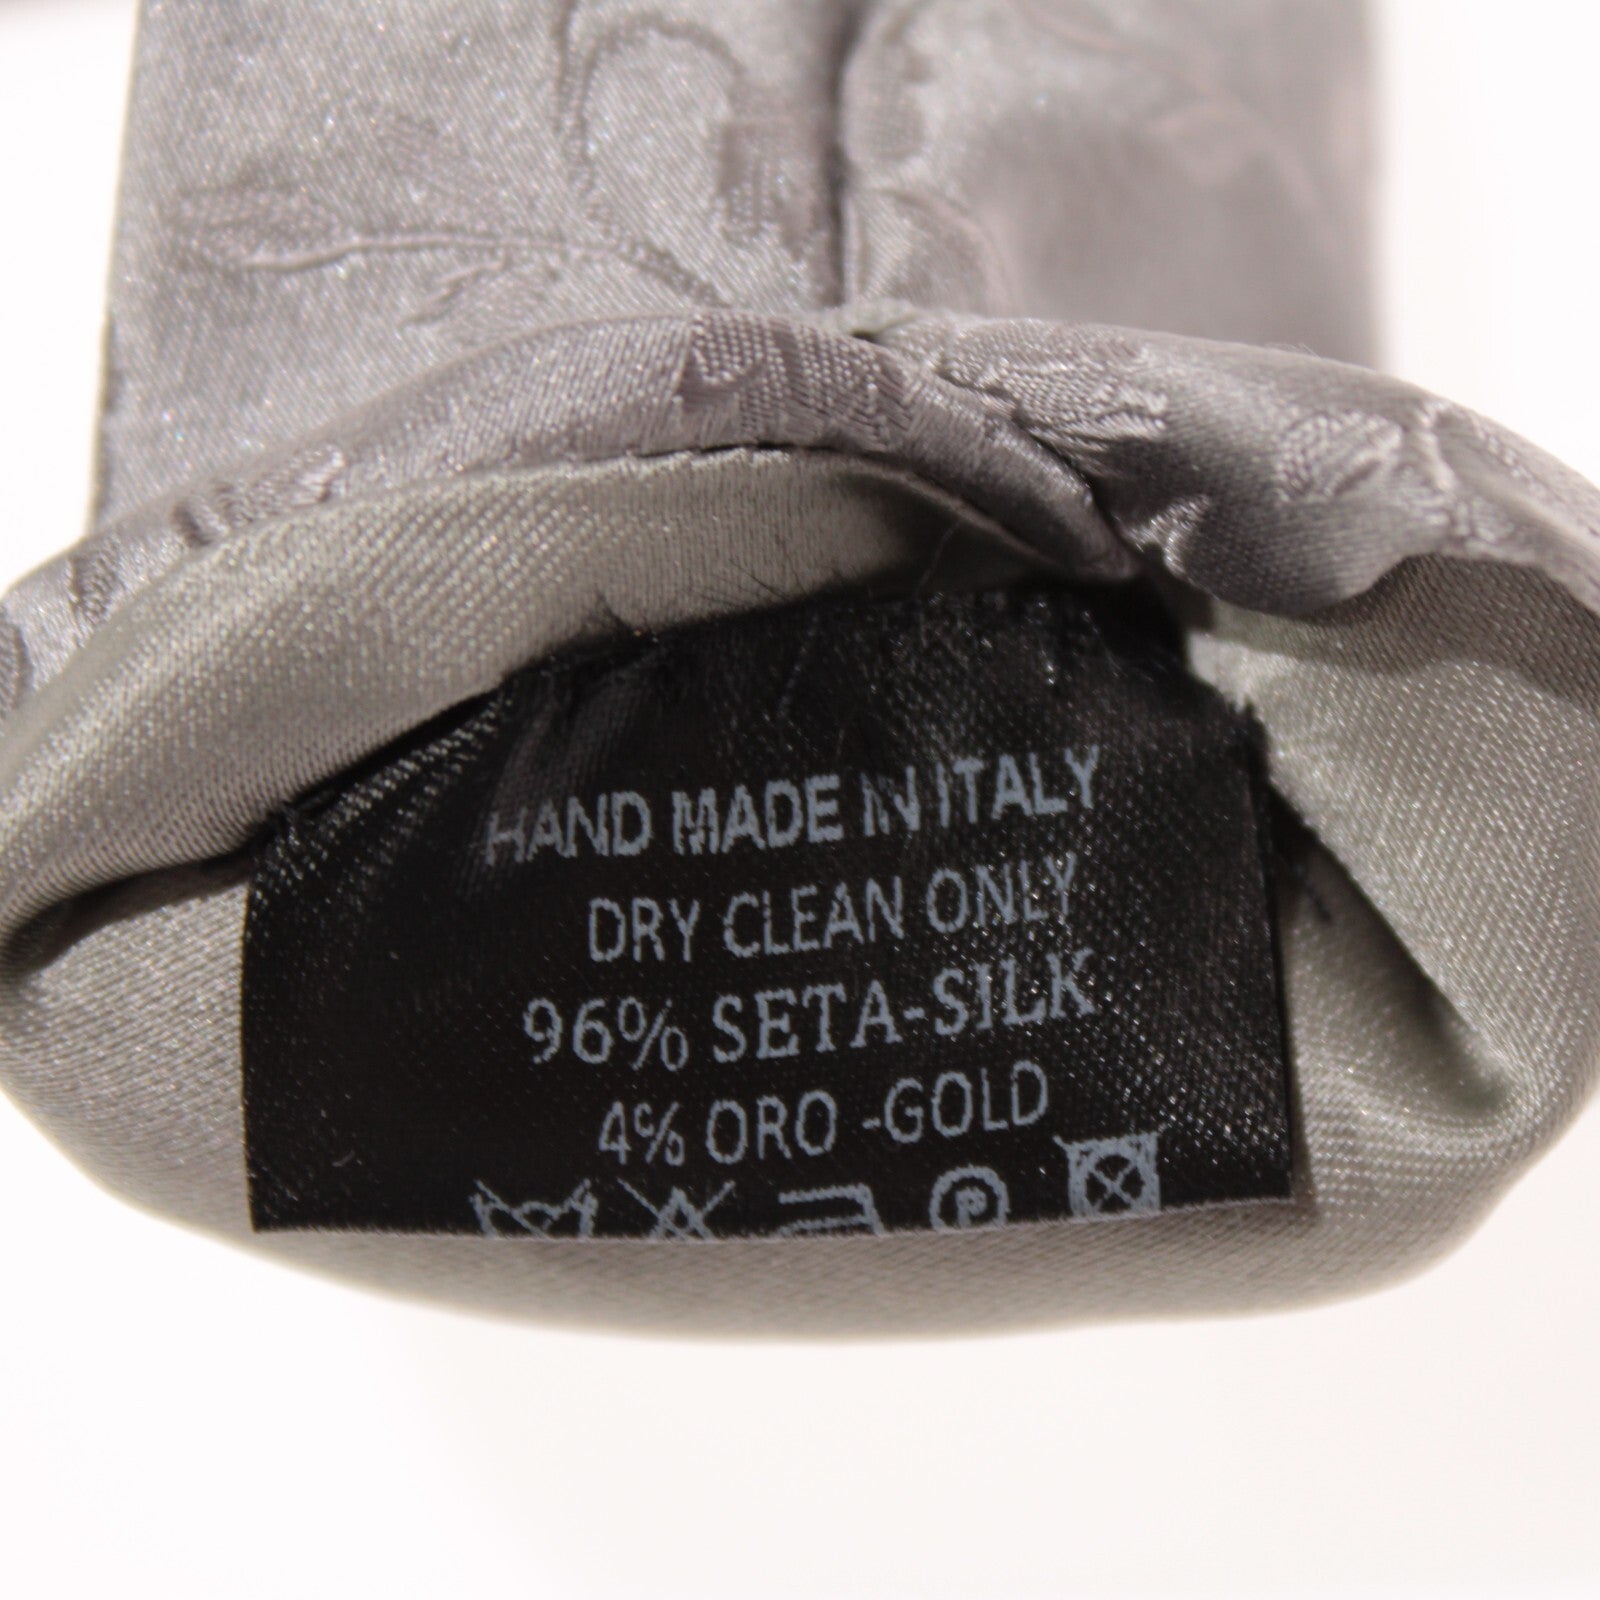 HAND MADE IN ITALY
DRY CLEAN ONLY
96% SETA-SILK
4% ORO -GOLD
P